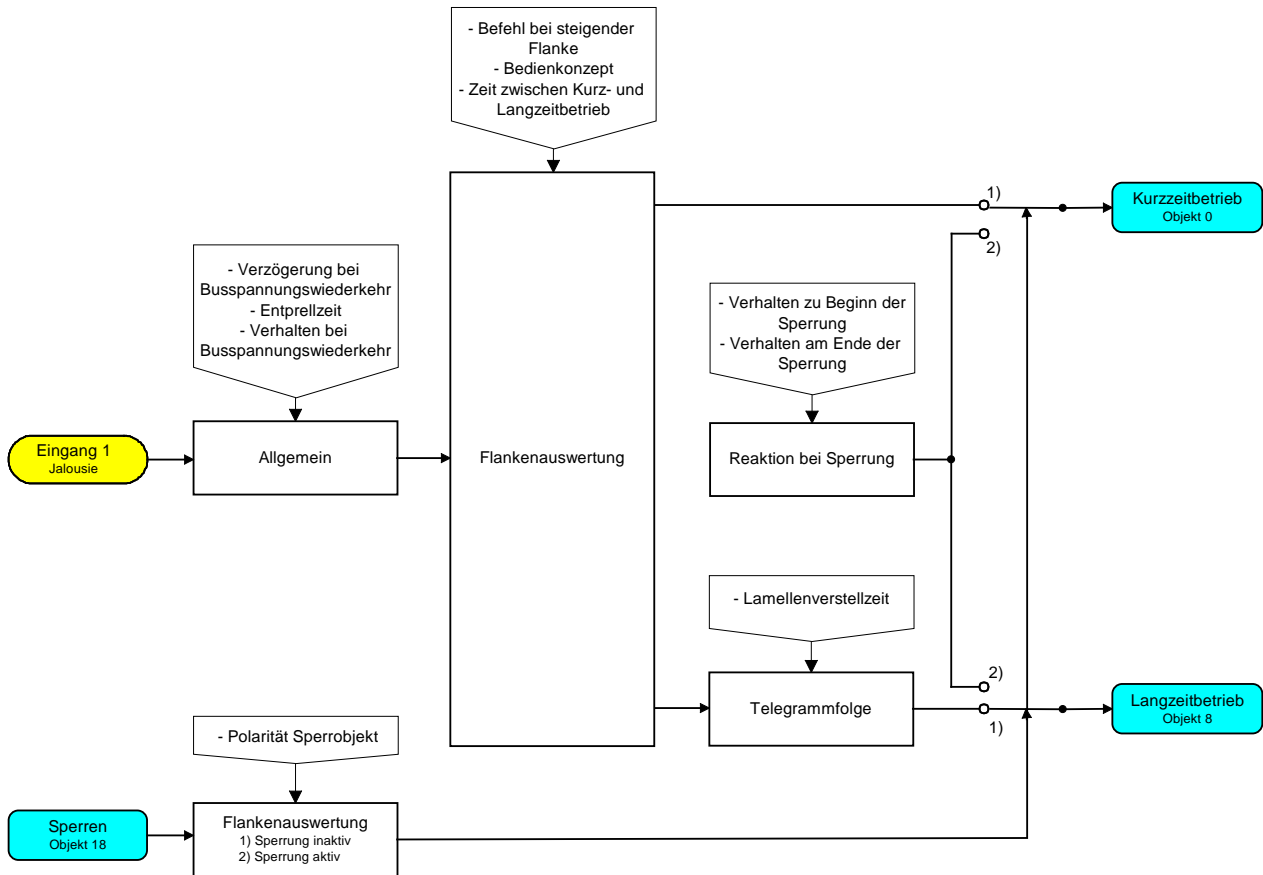 - Befehl bei steigender
Flanke
- Bedienkonzept
- Zeit zwischen Kurz- und
Langzeitbetrieb
1)
Kurzzeitbetrieb
Objekt 0
2)
- Verzögerung bei
Busspannungswiederkehr
- Entprellzeit
- Verhalten bei
Busspannungswiederkehr
- Verhalten zu Beginn der
Sperrung
- Verhalten am Ende der
Sperrung
Eingang 1
Jalousie
Allgemein
Flankenauswertung
Reaktion bei Sperrung
- Lamellenverstellzeit
2)
Telegrammfolge
1)
Langzeitbetrieb
Objekt 8
- Polarität Sperrobjekt
Sperren
Objekt 18
Flankenauswertung
1) Sperrung inaktiv
2) Sperrung aktiv